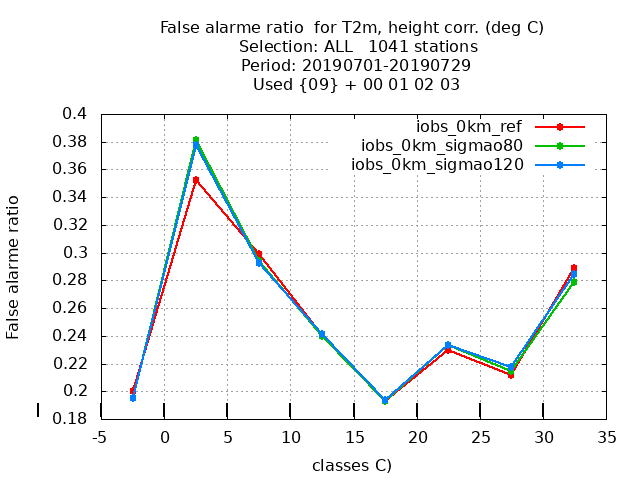 False alarme ratio  for T2m, height corr. (deg C)
Selection: ALL   1041 stations
Period: 20190701-20190729
Used {09} + 00 01 02 03
iobs_0km_ref
iobs_0km_sigmao80
iobs_0km_sigmao120
False alarme ratio
0.4
0.38
0.36
0.34
0.32
0.3
0.28
0.26
0.24
0.22
0.2
0.18
-5 0 5 10 15 20 25 30 35
classes C)